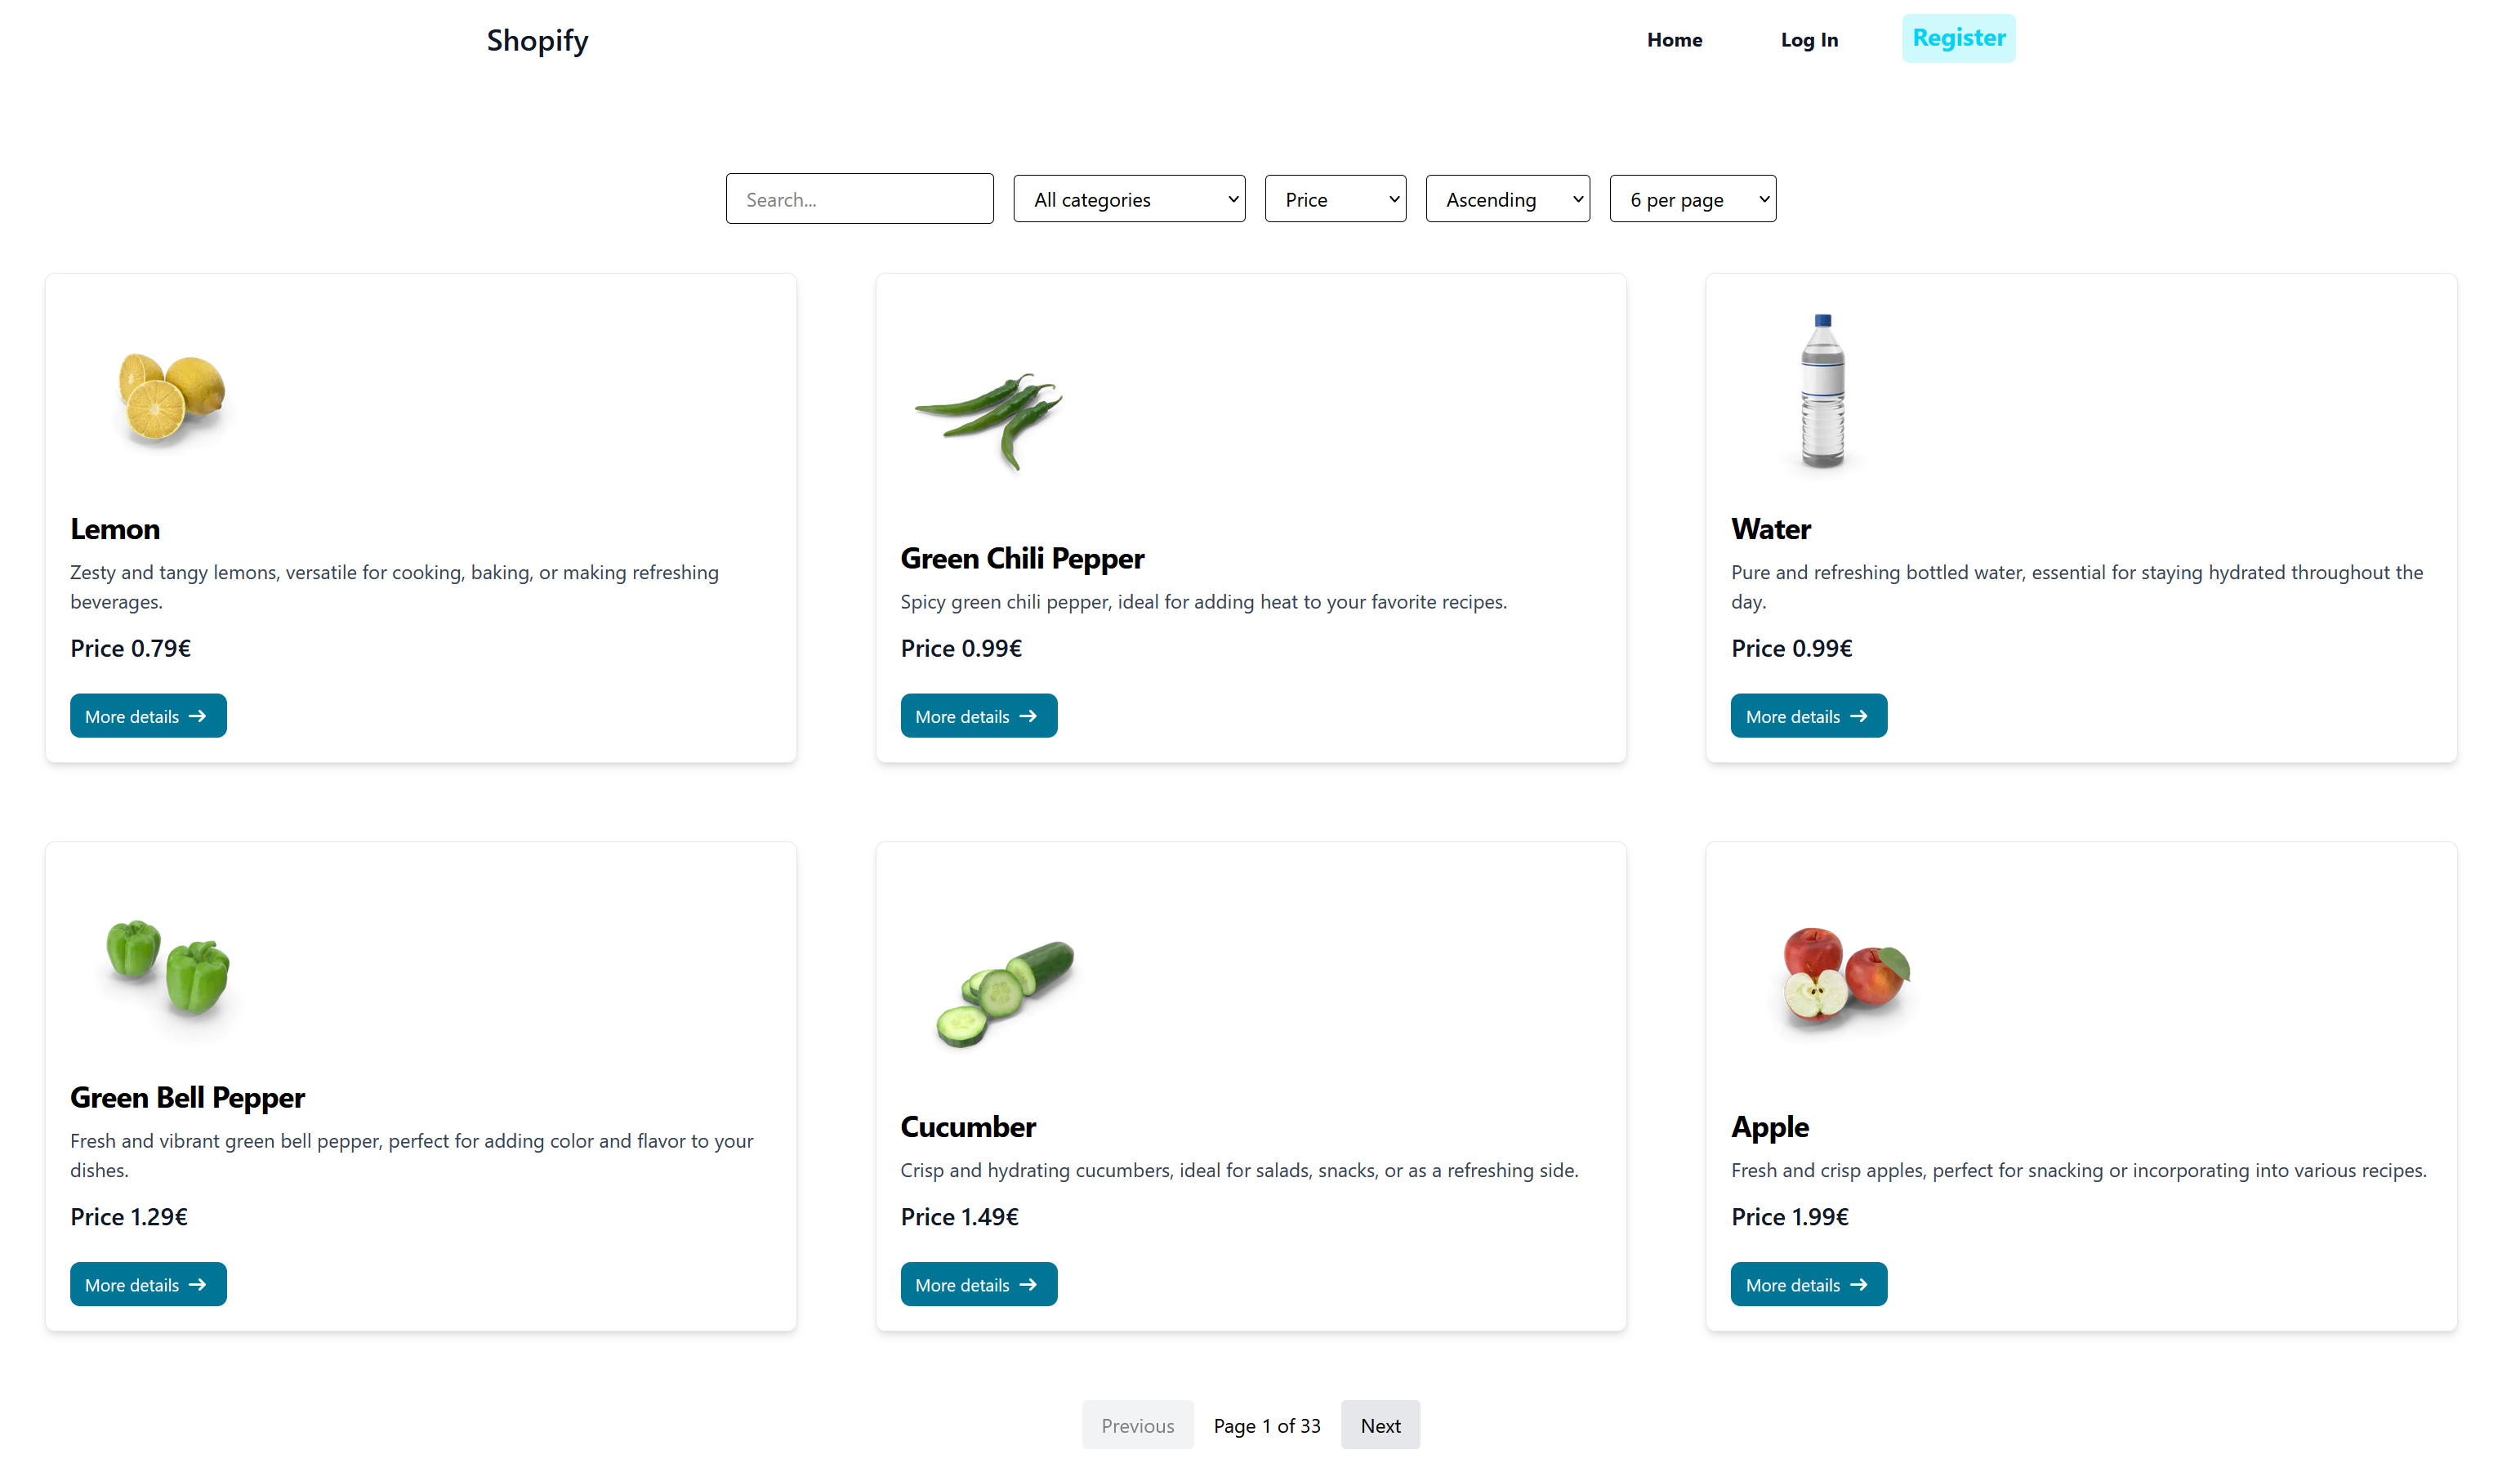 Shopify
Home
Log In
Register
Search...
All categories
Price
Ascending
6 per page
Lemon
Zesty and tangy lemons, versatile for cooking, baking, or making refreshing
beverages.
Price 0.79€
More details
Green Chili Pepper
Spicy green chili pepper, ideal for adding heat to your favorite recipes.
Price 0.99€
More details
Water
Pure and refreshing bottled water, essential for staying hydrated throughout the
day.
Price 0.99€
More details
Green Bell Pepper
Fresh and vibrant green bell pepper, perfect for adding color and flavor to your
dishes.
Price 1.29€
More details
Cucumber
Crisp and hydrating cucumbers, ideal for salads, snacks, or as a refreshing side.
Price 1.49€
More details
Apple
Fresh and crisp apples, perfect for snacking or incorporating into various recipes.
Price 1.99€
More details
Previous
Page 1 of 33
Next